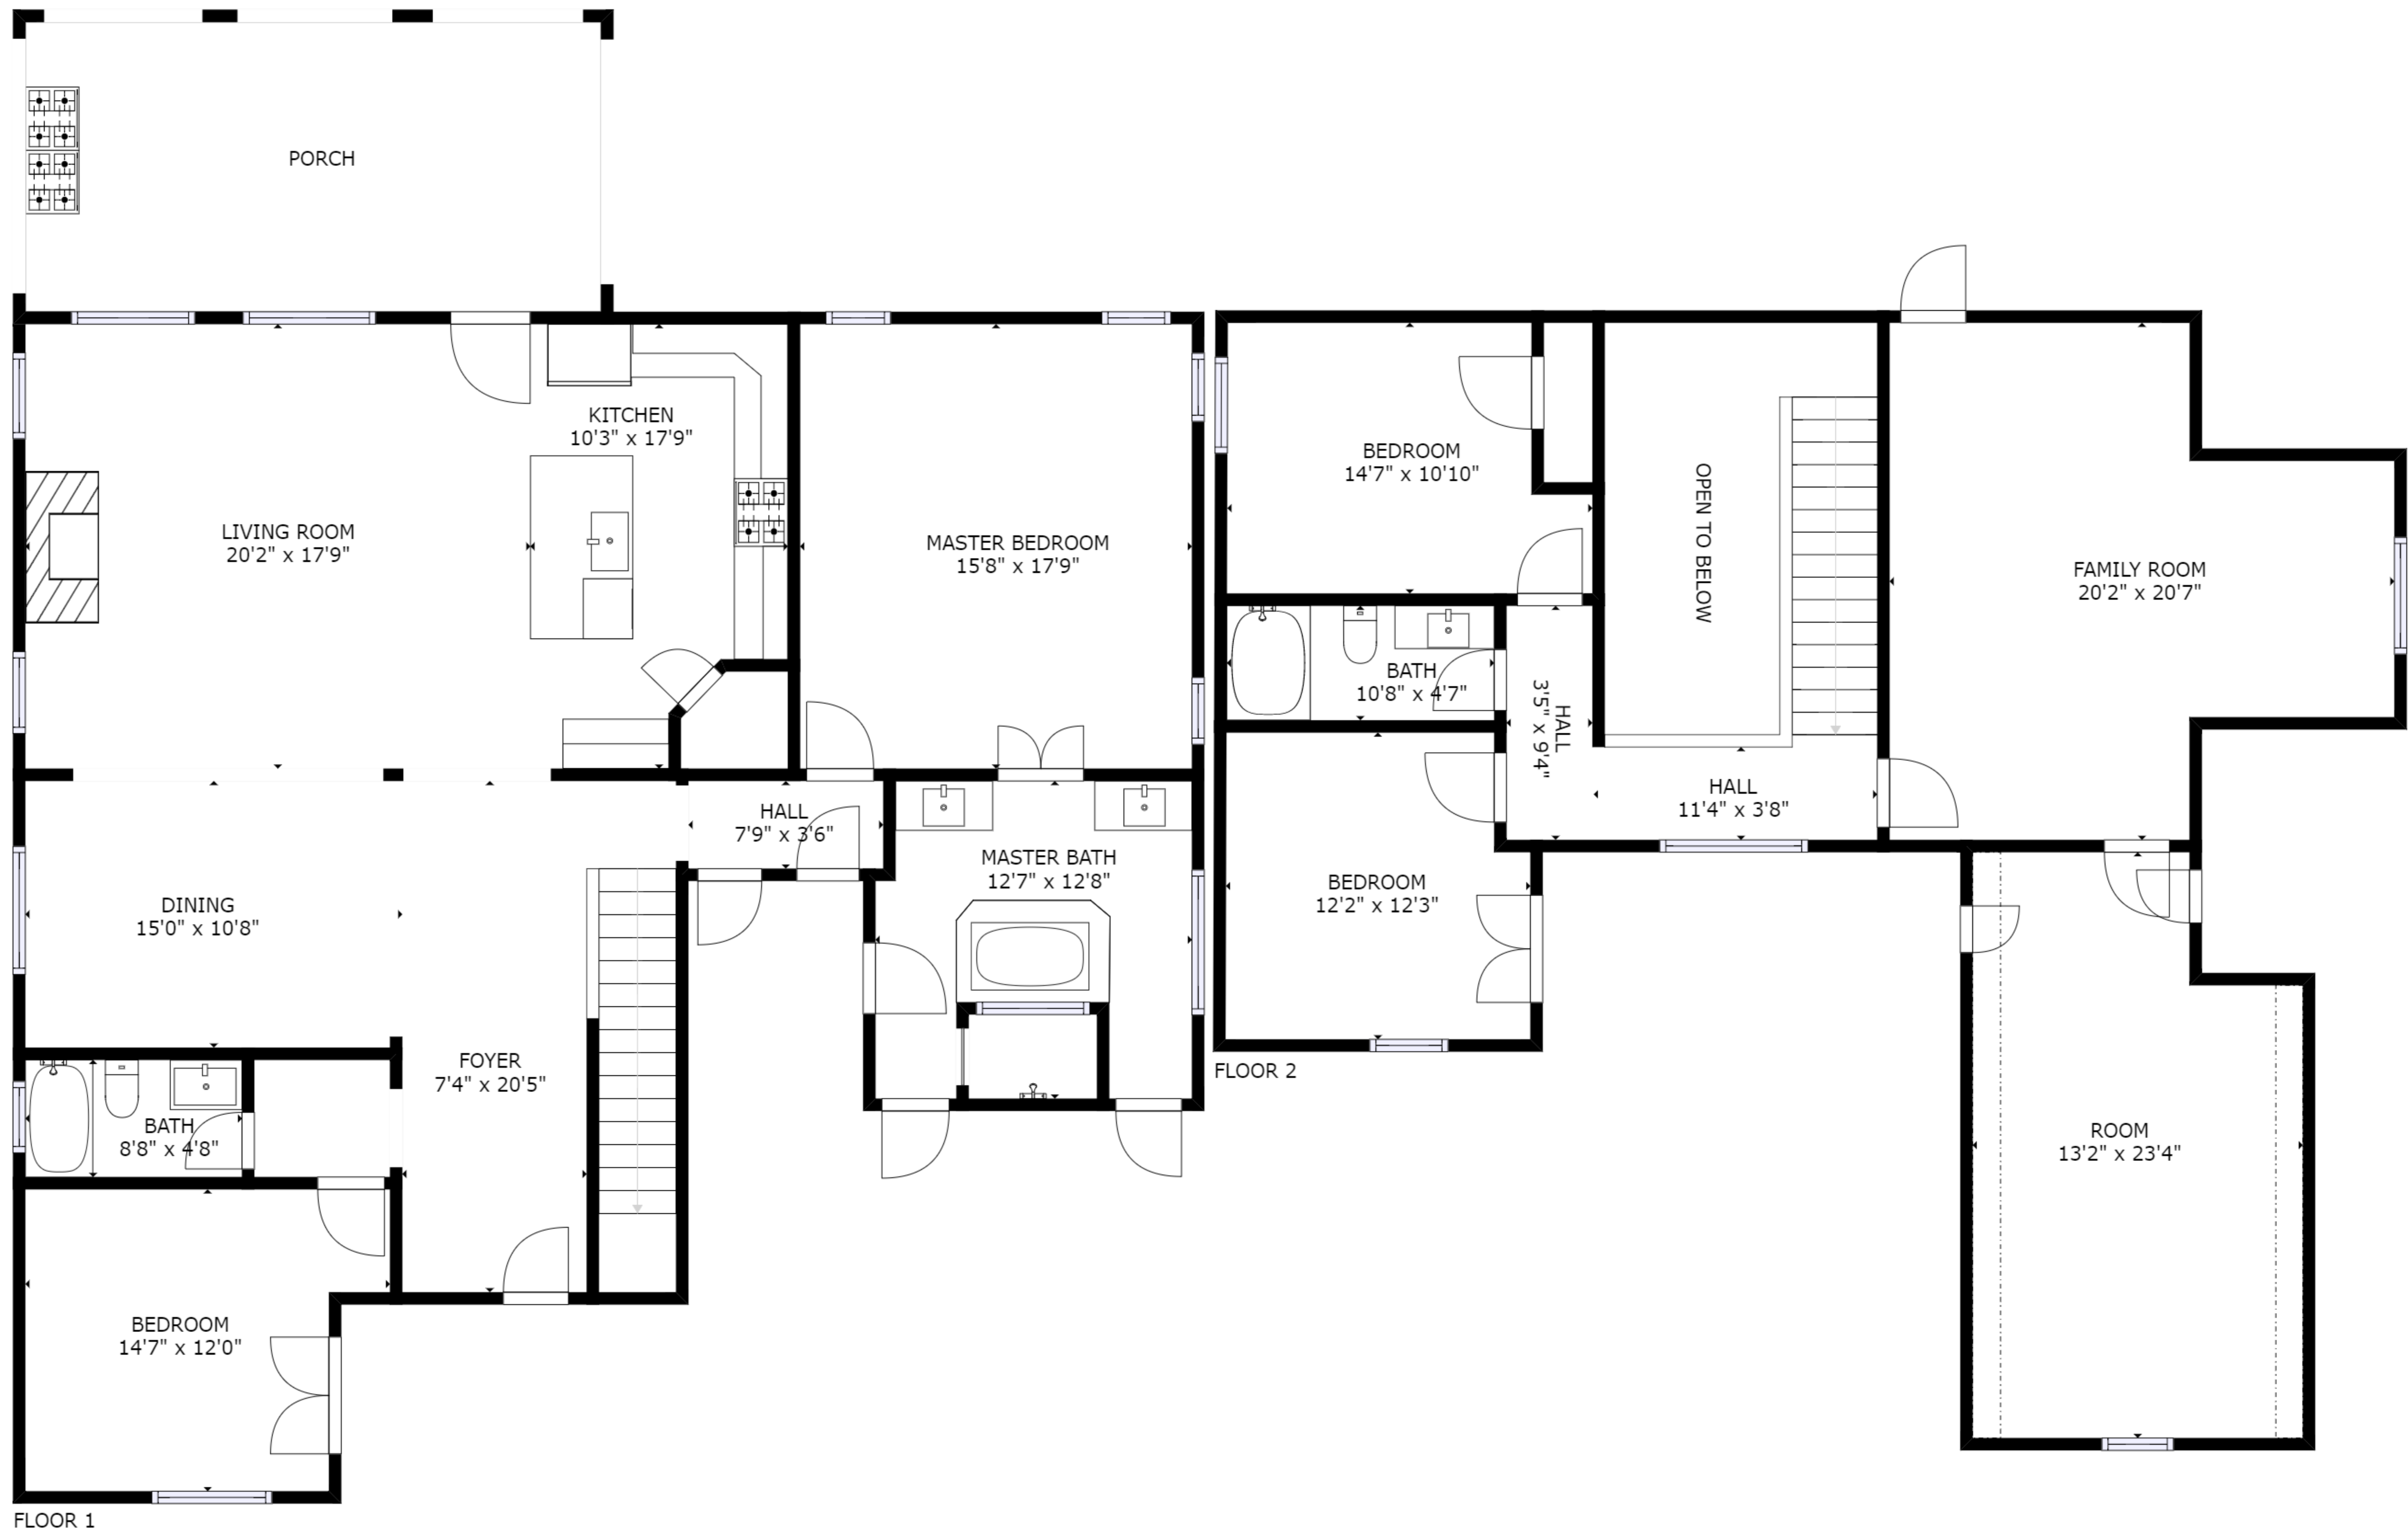 PORCH
KITCHEN
10'3" x 17'9"
LIVING ROOM
20'2" x 17'9"
MASTER BEDROOM
15'8" x 17'9"
HALL
7'9" x 3'6"
MASTER BATH
12'7" x 12'8"
DINING
15'0" x 10'8"
FOYER
7'4" x 20'5"
BATH
8'8" x 4'8"
BEDROOM
14'7" x 12'0"
FLOOR 1
BEDROOM
14'7" x 10'10"
OPEN TO BELOW
FAMILY ROOM
20'2" x 20'7"
BATH
10'8" x 4'7"
HALL
3'5" x 9'4"
HALL
11'4" x 3'8"
BEDROOM
12'2" x 12'3"
FLOOR 2
ROOM
13'2" x 23'4"